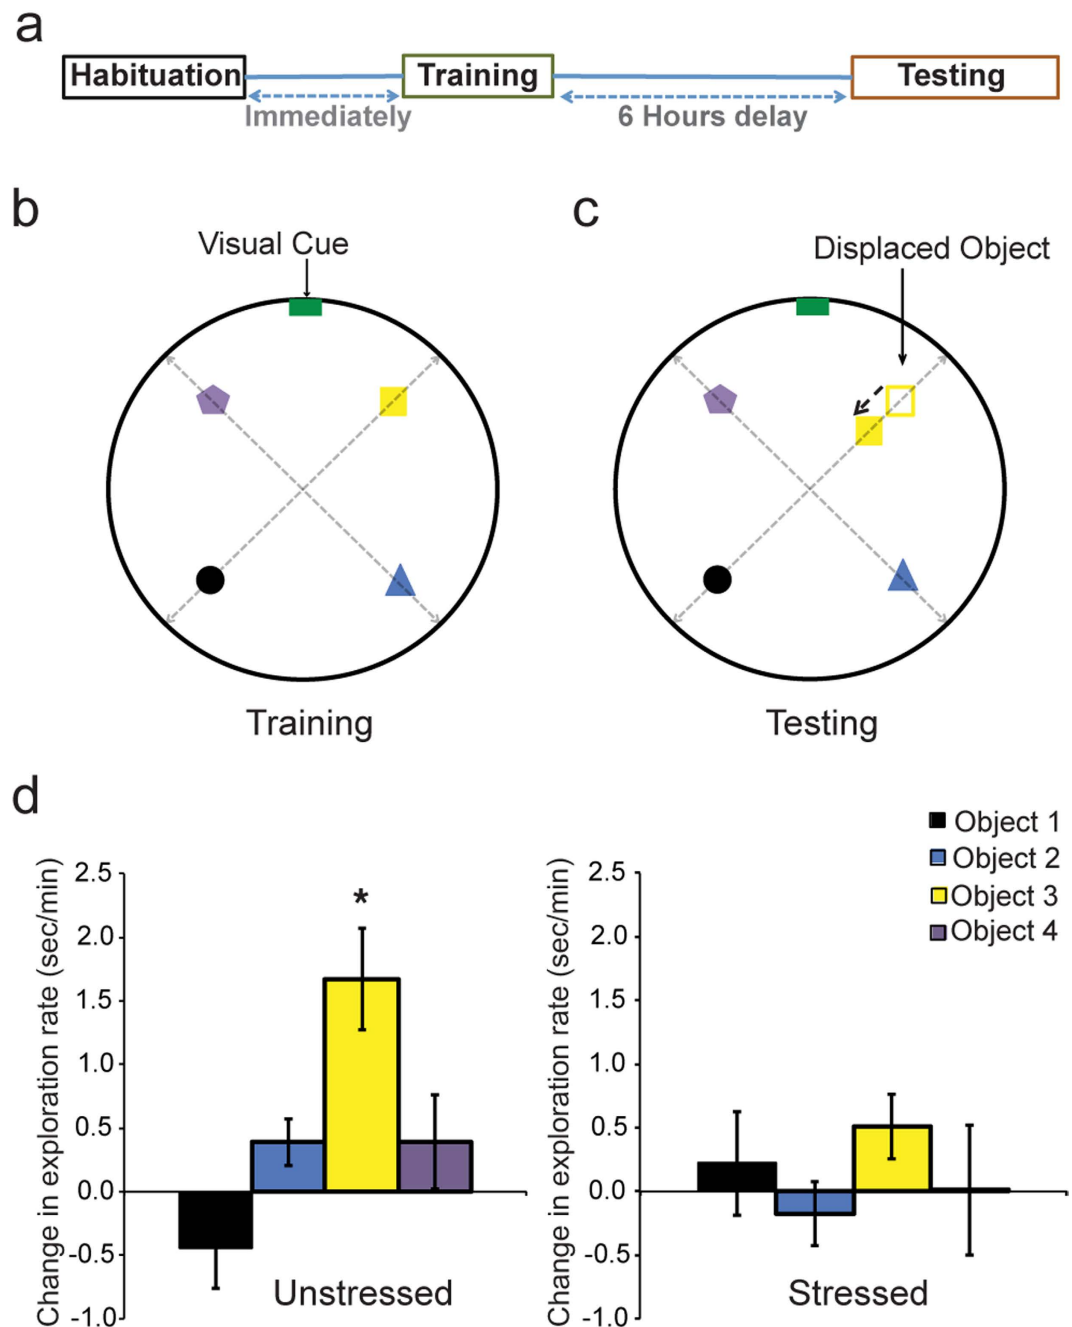 a
Habituation
Training
Testing
Immediately
6 Hours delay
b
c
Visual Cue
Displaced Object
Training
Testing
d
Object 1
Object 2
Object 3
Object 4
Change in exploration rate (sec/min)
2.5
2.0
1.5
1.0
0.5
0.0
-0.5
-1.0
*
Unstressed
Change in exploration rate (sec/min)
2.5
2.0
1.5
1.0
0.5
0.0
-0.5
-1.0
Stressed